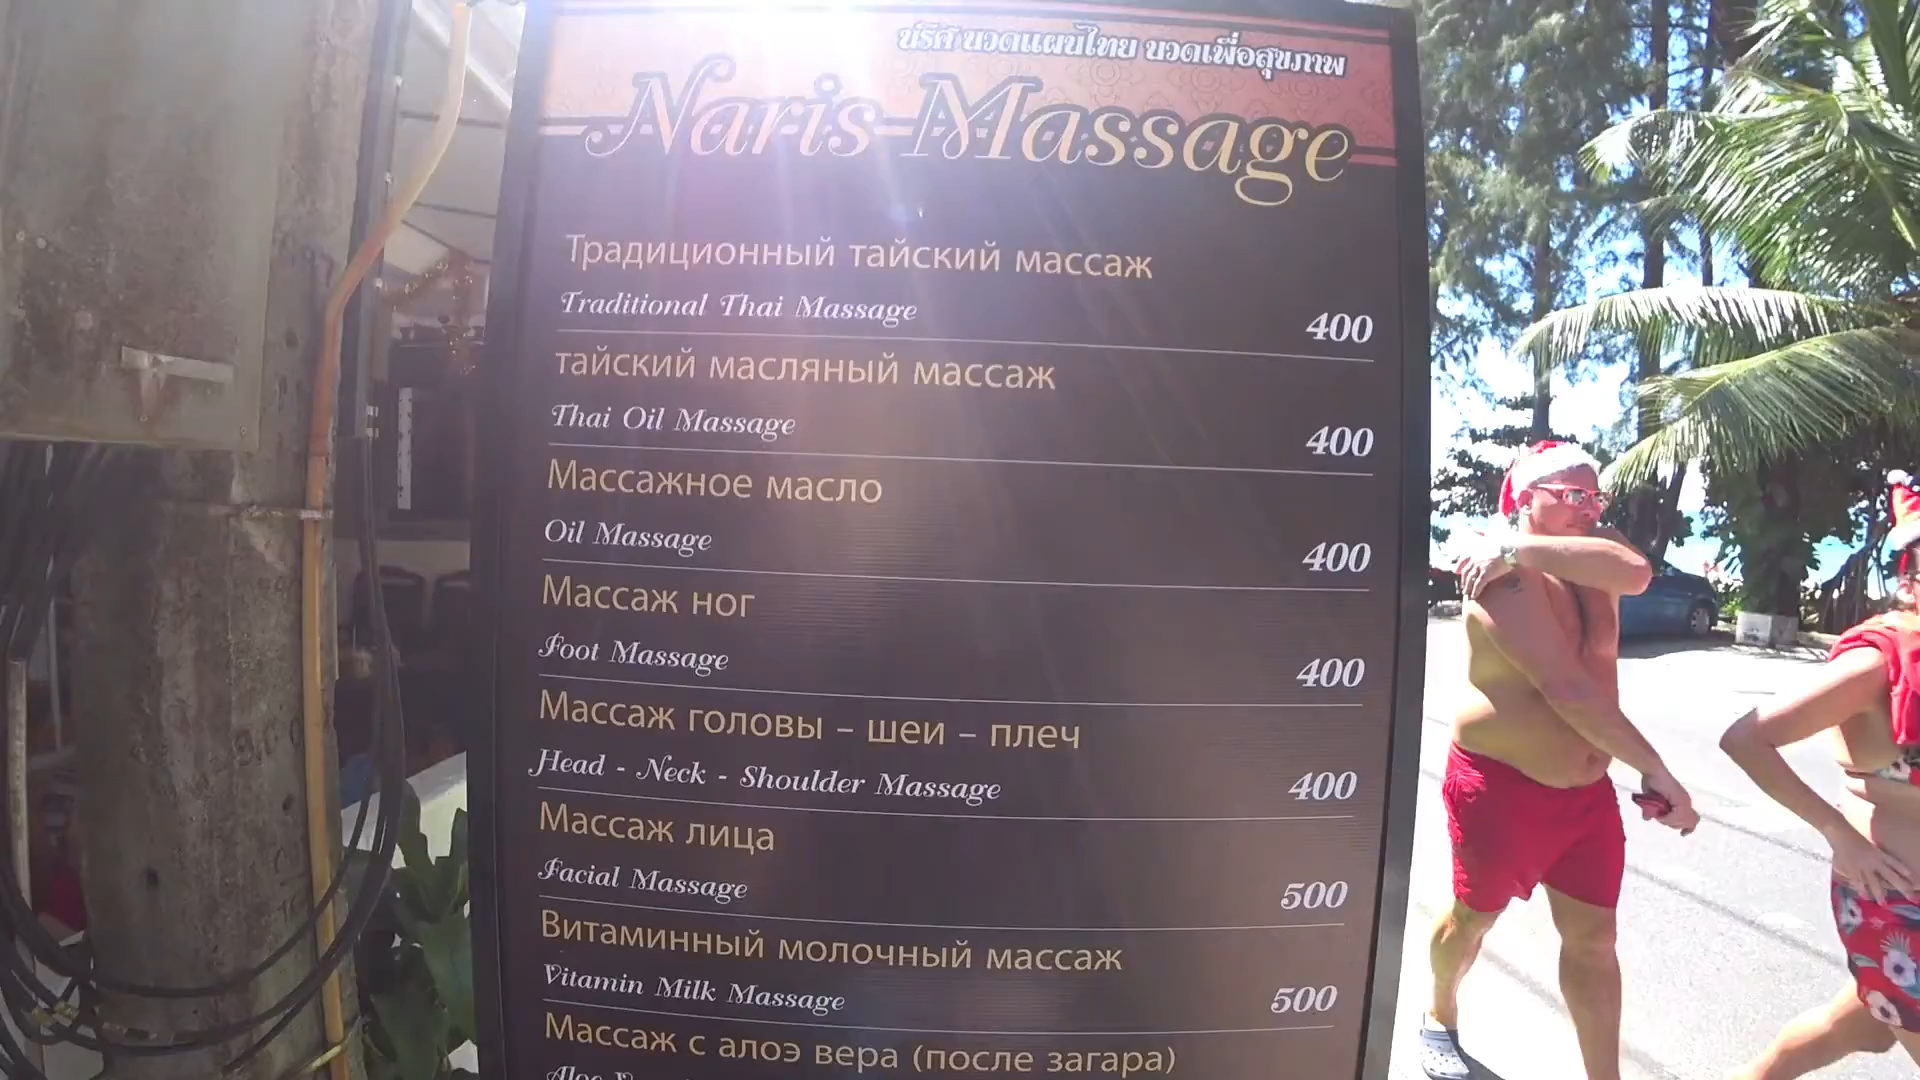 นริศ นวดแผนไทย นวดเพื่อสุขภาพ
Naris Massage
Традиционный тайский массаж
Traditional Thai Massage 400
тайский масляный массаж
Thai Oil Massage 400
Массажное масло
Oil Massage 400
Массаж ног
Foot Massage 400
Массаж головы – шеи – плеч
Head - Neck - Shoulder Massage 400
Массаж лица
Facial Massage 500
Витаминный молочный массаж
Vitamin Milk Massage 500
Массаж с алоэ вера (после загара)
Aloe